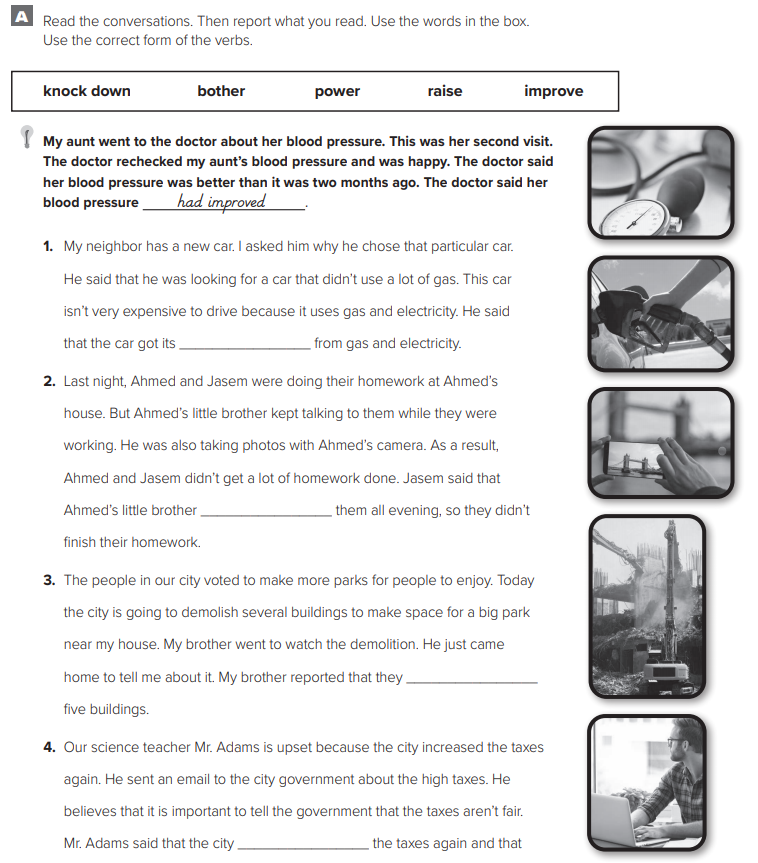 A Read the conversations. Then report what you read. Use the words in the box.
Use the correct form of the verbs.
knock down bother power raise improve
My aunt went to the doctor about her blood pressure. This was her second visit.
The doctor rechecked my aunt's blood pressure and was happy. The doctor said
her blood pressure was better than it was two months ago. The doctor said her
blood pressure had improved.
1. My neighbor has a new car. I asked him why he chose that particular car.
He said that he was looking for a car that didn't use a lot of gas. This car
isn't very expensive to drive because it uses gas and electricity. He said
that the car got its ________________ from gas and electricity.
2. Last night, Ahmed and Jasem were doing their homework at Ahmed's
house. But Ahmed's little brother kept talking to them while they were
working. He was also taking photos with Ahmed's camera. As a result,
Ahmed and Jasem didn't get a lot of homework done. Jasem said that
Ahmed's little brother ________________ them all evening, so they didn't
finish their homework.
3. The people in our city voted to make more parks for people to enjoy. Today
the city is going to demolish several buildings to make space for a big park
near my house. My brother went to watch the demolition. He just came
home to tell me about it. My brother reported that they ________________
five buildings.
4. Our science teacher Mr. Adams is upset because the city increased the taxes
again. He sent an email to the city government about the high taxes. He
believes that it is important to tell the government that the taxes aren't fair.
Mr. Adams said that the city ________________ the taxes again and that